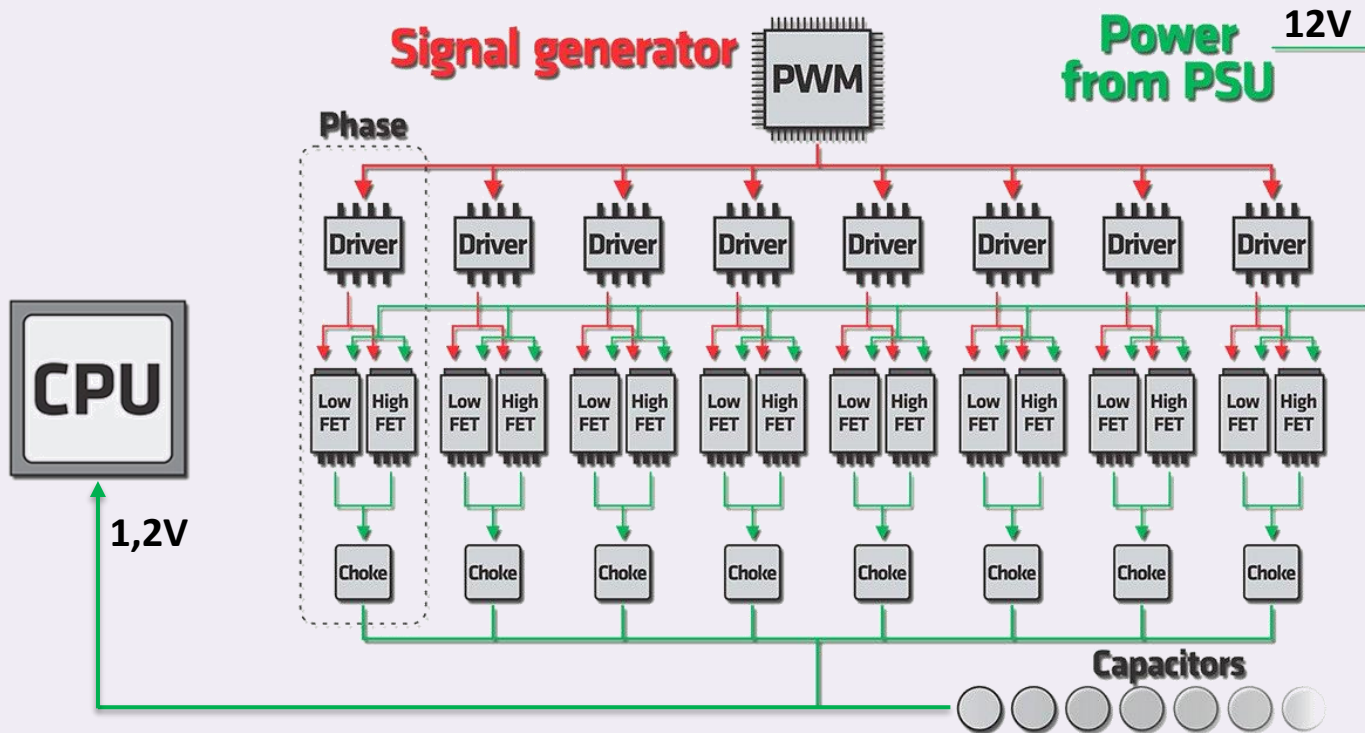 Signal generator
PWM
Power
from PSU
12V
Phase
Driver
Driver
Driver
Driver
Driver
Driver
Driver
Driver
CPU
Low
FET
High
FET
Low
FET
High
FET
Low
FET
High
FET
Low
FET
High
FET
Low
FET
High
FET
Low
FET
High
FET
Low
FET
High
FET
Low
FET
High
FET
1,2V
Choke
Choke
Choke
Choke
Choke
Choke
Choke
Choke
Capacitors